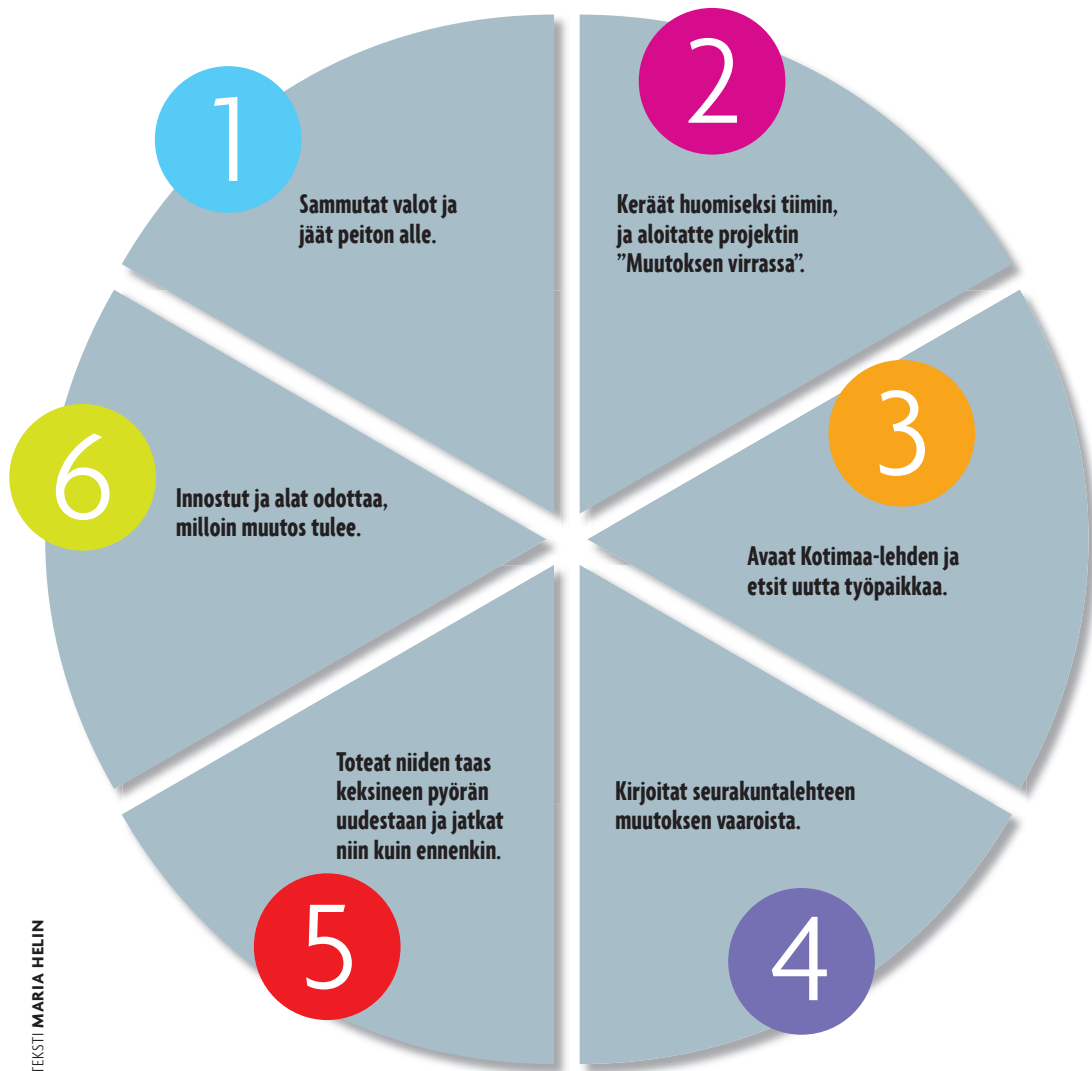 1
Sammutat valot ja
jäät peiton alle.
2
Keräät huomiseksi tiimin,
ja aloitatte projektin
”Muutoksen virrassa”.
3
Avaat Kotimaa-lehden ja
etsit uutta työpaikkaa.
4
Kirjoitat seurakuntalehteen
muutoksen vaaroista.
5
Toteat niiden taas
keksineen pyörän
uudestaan ja jatkat
niin kuin ennenkin.
6
Innostut ja alat odottaa,
milloin muutos tulee.
TEKSTI MARIA HELIN